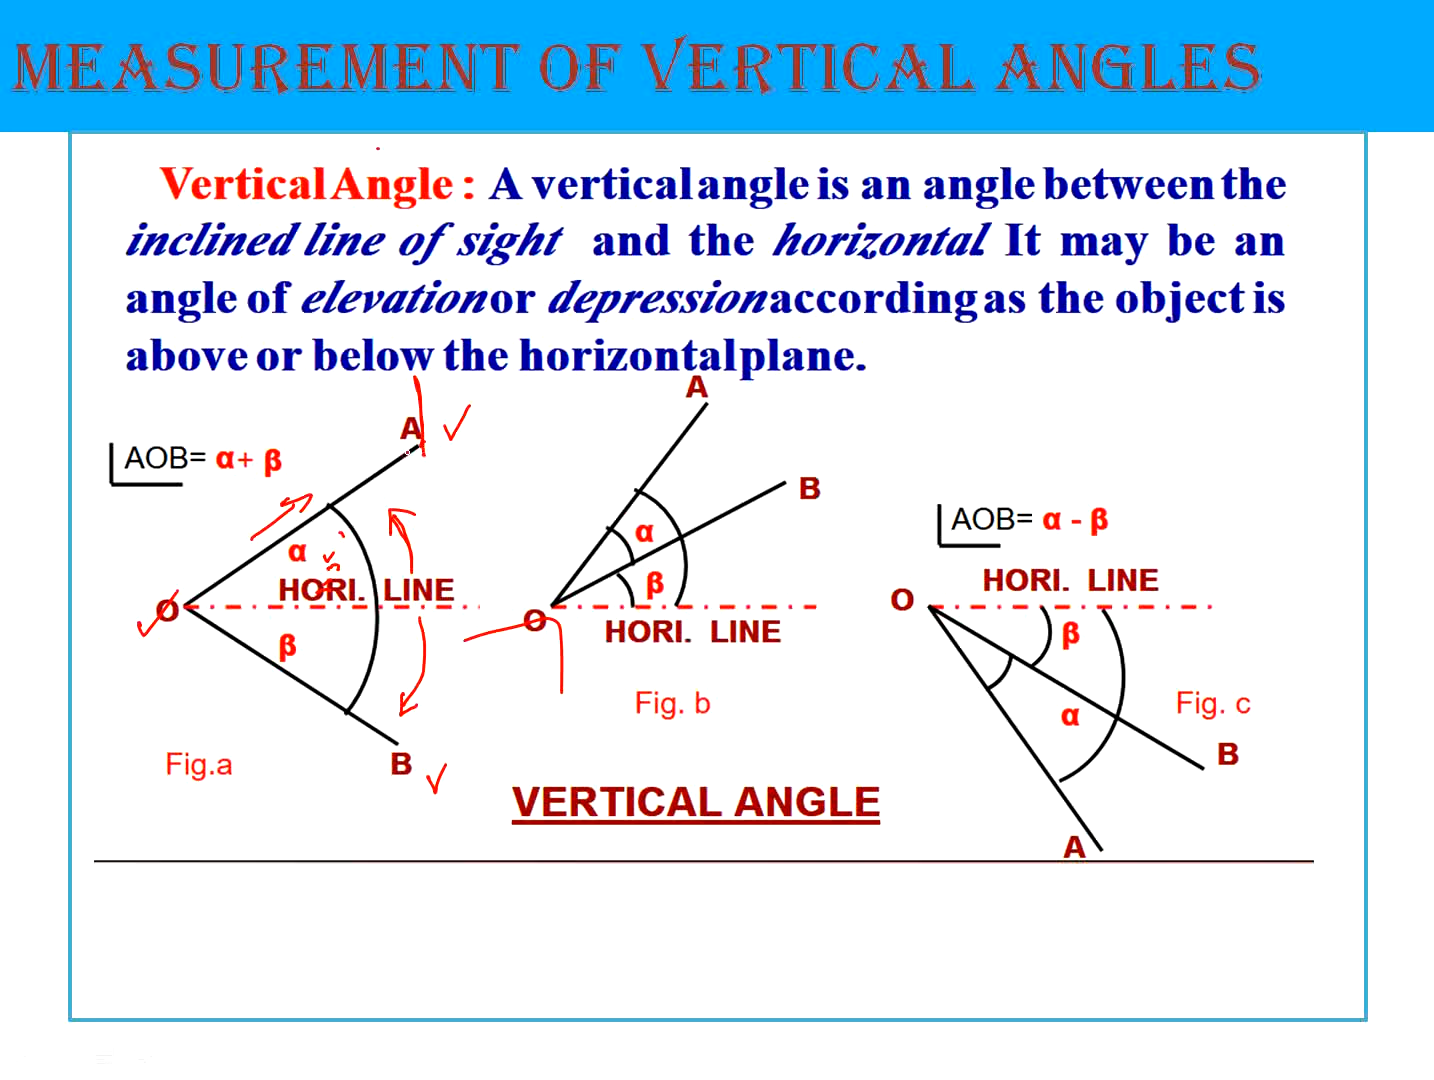 MEASUREMENT OF VERTICAL ANGLES
Vertical Angle : A vertical angle is an angle between the
inclined line of sight and the horizontal It may be an
angle of elevation or depression according as the object is
above or below the horizontal plane.
A
A
AOB= α+ β
B
AOB= α - β
α
α
HORI. LINE
HORI. LINE
β
O
O
O
HORI. LINE
β
β
Fig. b
α
Fig. c
Fig.a
B
B
VERTICAL ANGLE
A